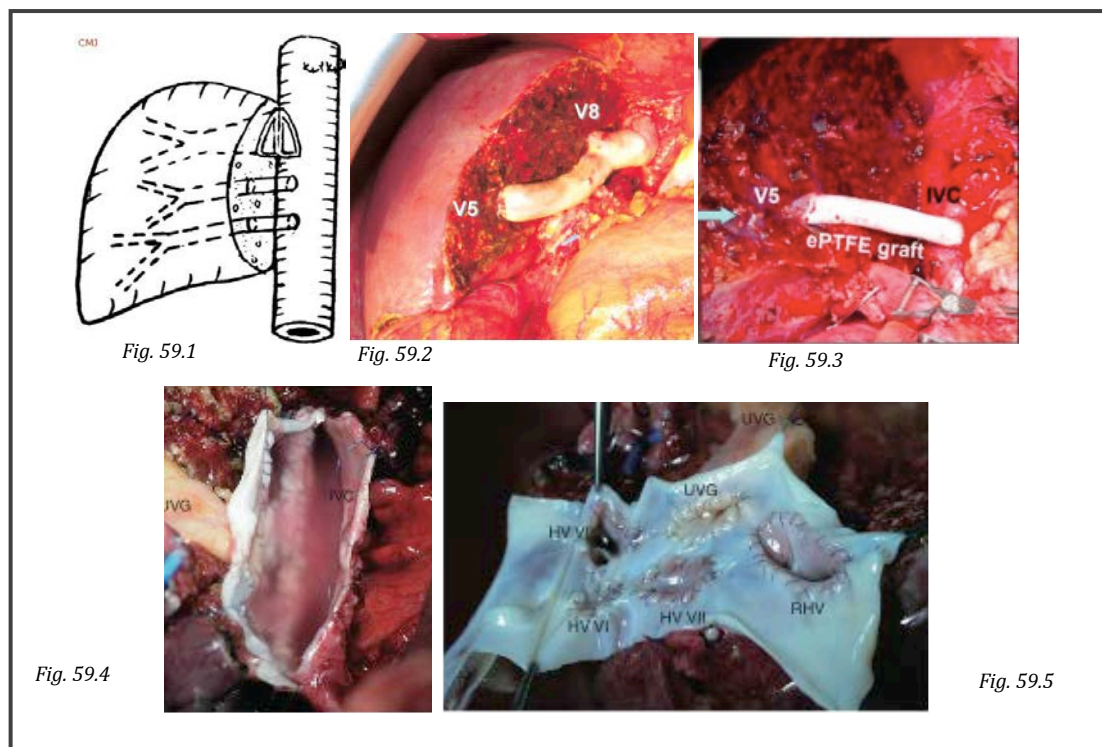 CMJ
V8
V5
Fig. 59.1
Fig. 59.2
V5
IVC
ePTFE graft
Fig. 59.3
UVG
IVC
Fig. 59.4
UVG
UVG
HV VI
HV VI
HV VII
RHV
Fig. 59.5